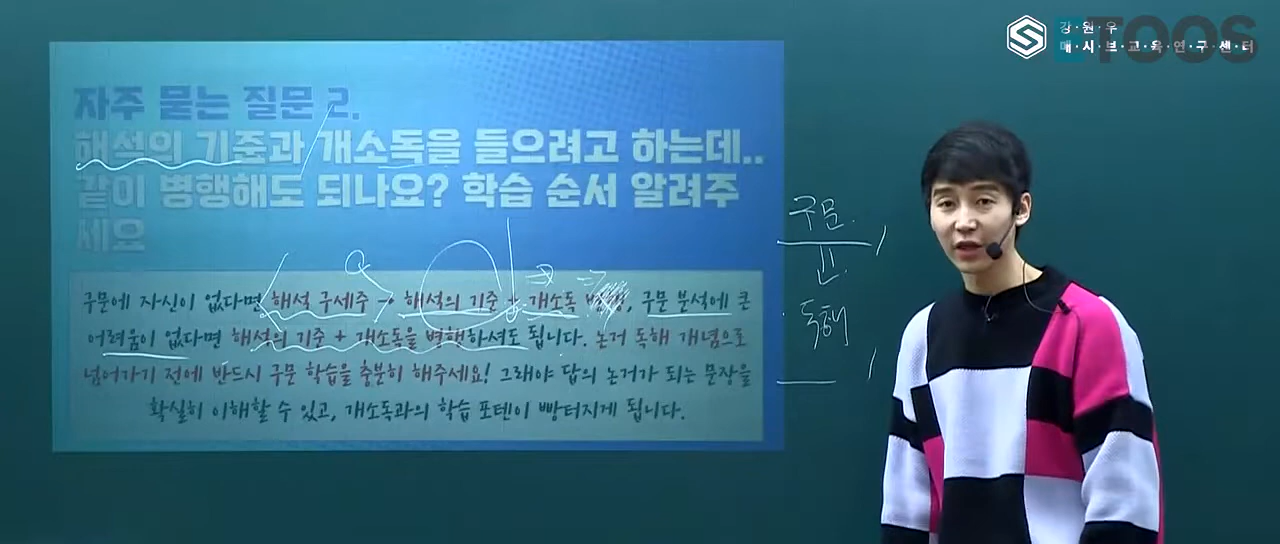 강·원·우
매·시·브·교·육·연·구·센·터
ETOOS
자주 묻는 질문 2.
해석의 기준과 개소독을 들으려고 하는데..
같이 병행해도 되나요? 학습 순서 알려주
세요
구문에 자신이 없다면 해석 구세주 → 해석의 기준 + 개소독 병행, 구문 분석에 큰
어려움이 없다면 해석의 기준 + 개소독을 병행하셔도 됩니다. 논거 독해 개념으로
넘어가기 전에 반드시 구문 학습을 충분히 해주세요! 그래야 답의 논거가 되는 문장을
확실히 이해할 수 있고, 개소독과의 학습 포텐이 빵터지게 됩니다.
구문
독해